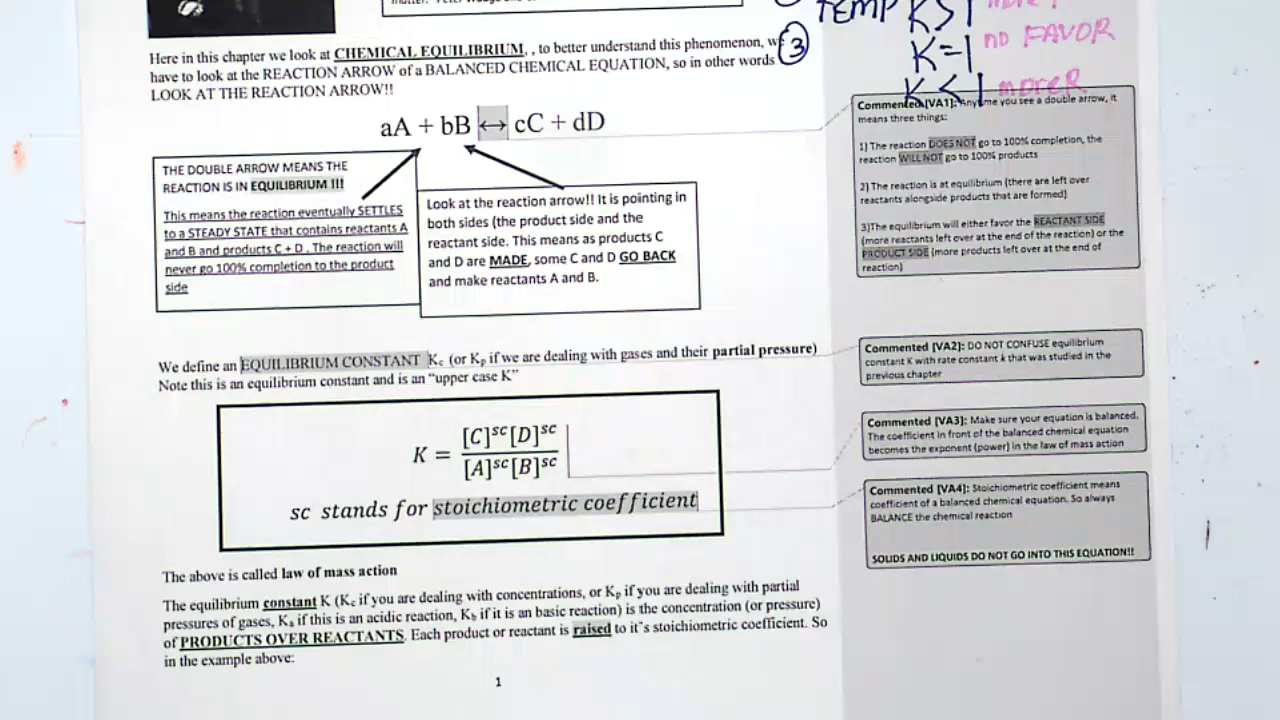 TEMP K>1
③ K=1 no FAVOR
K<1 more R
Here in this chapter we look at CHEMICAL EQUILIBRIUM, , to better understand this phenomenon, we
have to look at the REACTION ARROW of a BALANCED CHEMICAL EQUATION, so in other words
LOOK AT THE REACTION ARROW!!
aA + bB ↔ cC + dD
THE DOUBLE ARROW MEANS THE
REACTION IS IN EQUILIBRIUM !!!
This means the reaction eventually SETTLES
to a STEADY STATE that contains reactants A
and B and products C + D . The reaction will
never go 100% completion to the product
side
Look at the reaction arrow!! It is pointing in
both sides (the product side and the
reactant side. This means as products C
and D are MADE, some C and D GO BACK
and make reactants A and B.
Commented [VA1]: Anytime you see a double arrow, it
means three things:
1) The reaction DOES NOT go to 100% completion, the
reaction WILL NOT go to 100% products
2) The reaction is at equilibrium (there are left over
reactants alongside products that are formed)
3)The equilibrium will either favor the REACTANT SIDE
(more reactants left over at the end of the reaction) or the
PRODUCT SIDE (more products left over at the end of
reaction)
We define an EQUILIBRIUM CONSTANT Kc (or Kp if we are dealing with gases and their partial pressure)
Note this is an equilibrium constant and is an “upper case K”
Commented [VA2]: DO NOT CONFUSE equilibrium
constant K with rate constant k that was studied in the
previous chapter
K = [C]^sc[D]^sc / [A]^sc[B]^sc
sc stands for stoichiometric coefficient
Commented [VA3]: Make sure your equation is balanced.
The coefficient in front of the balanced chemical equation
becomes the exponent (power) in the law of mass action
Commented [VA4]: Stoichiometric coefficient means
coefficient of a balanced chemical equation. So always
BALANCE the chemical reaction
SOLIDS AND LIQUIDS DO NOT GO INTO THIS EQUATION!!
The above is called law of mass action
The equilibrium constant K (Kc if you are dealing with concentrations, or Kp if you are dealing with partial
pressures of gases, Ka if this is an acidic reaction, Kb if it is an basic reaction) is the concentration (or pressure)
of PRODUCTS OVER REACTANTS. Each product or reactant is raised to it"s stoichiometric coefficient. So
in the example above:
1